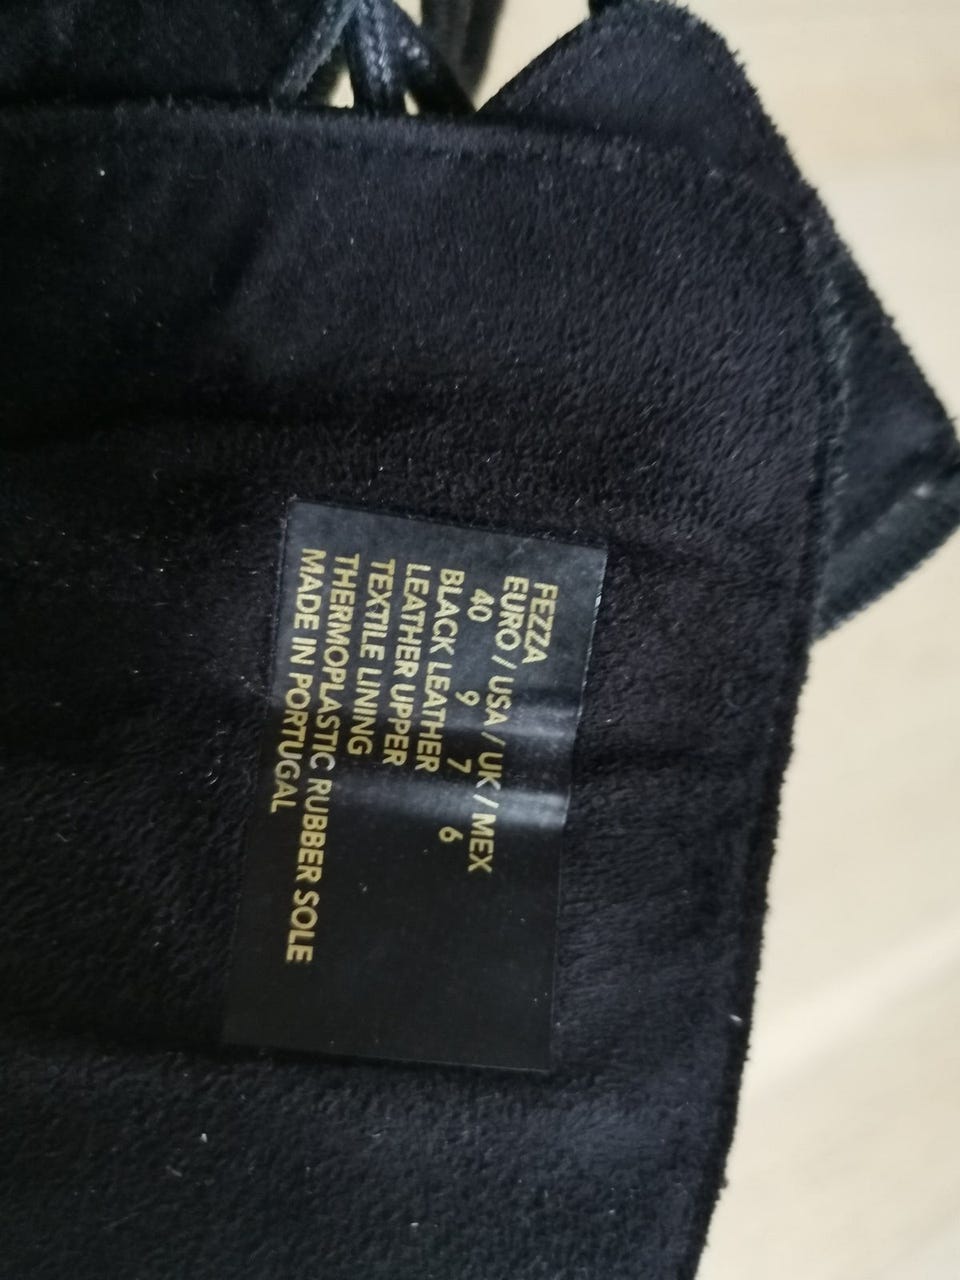 FEZZA
EURO / USA / UK / MEX
40 9 7 6
BLACK LEATHER
LEATHER UPPER
TEXTILE LINING
THERMOPLASTIC RUBBER SOLE
MADE IN PORTUGAL